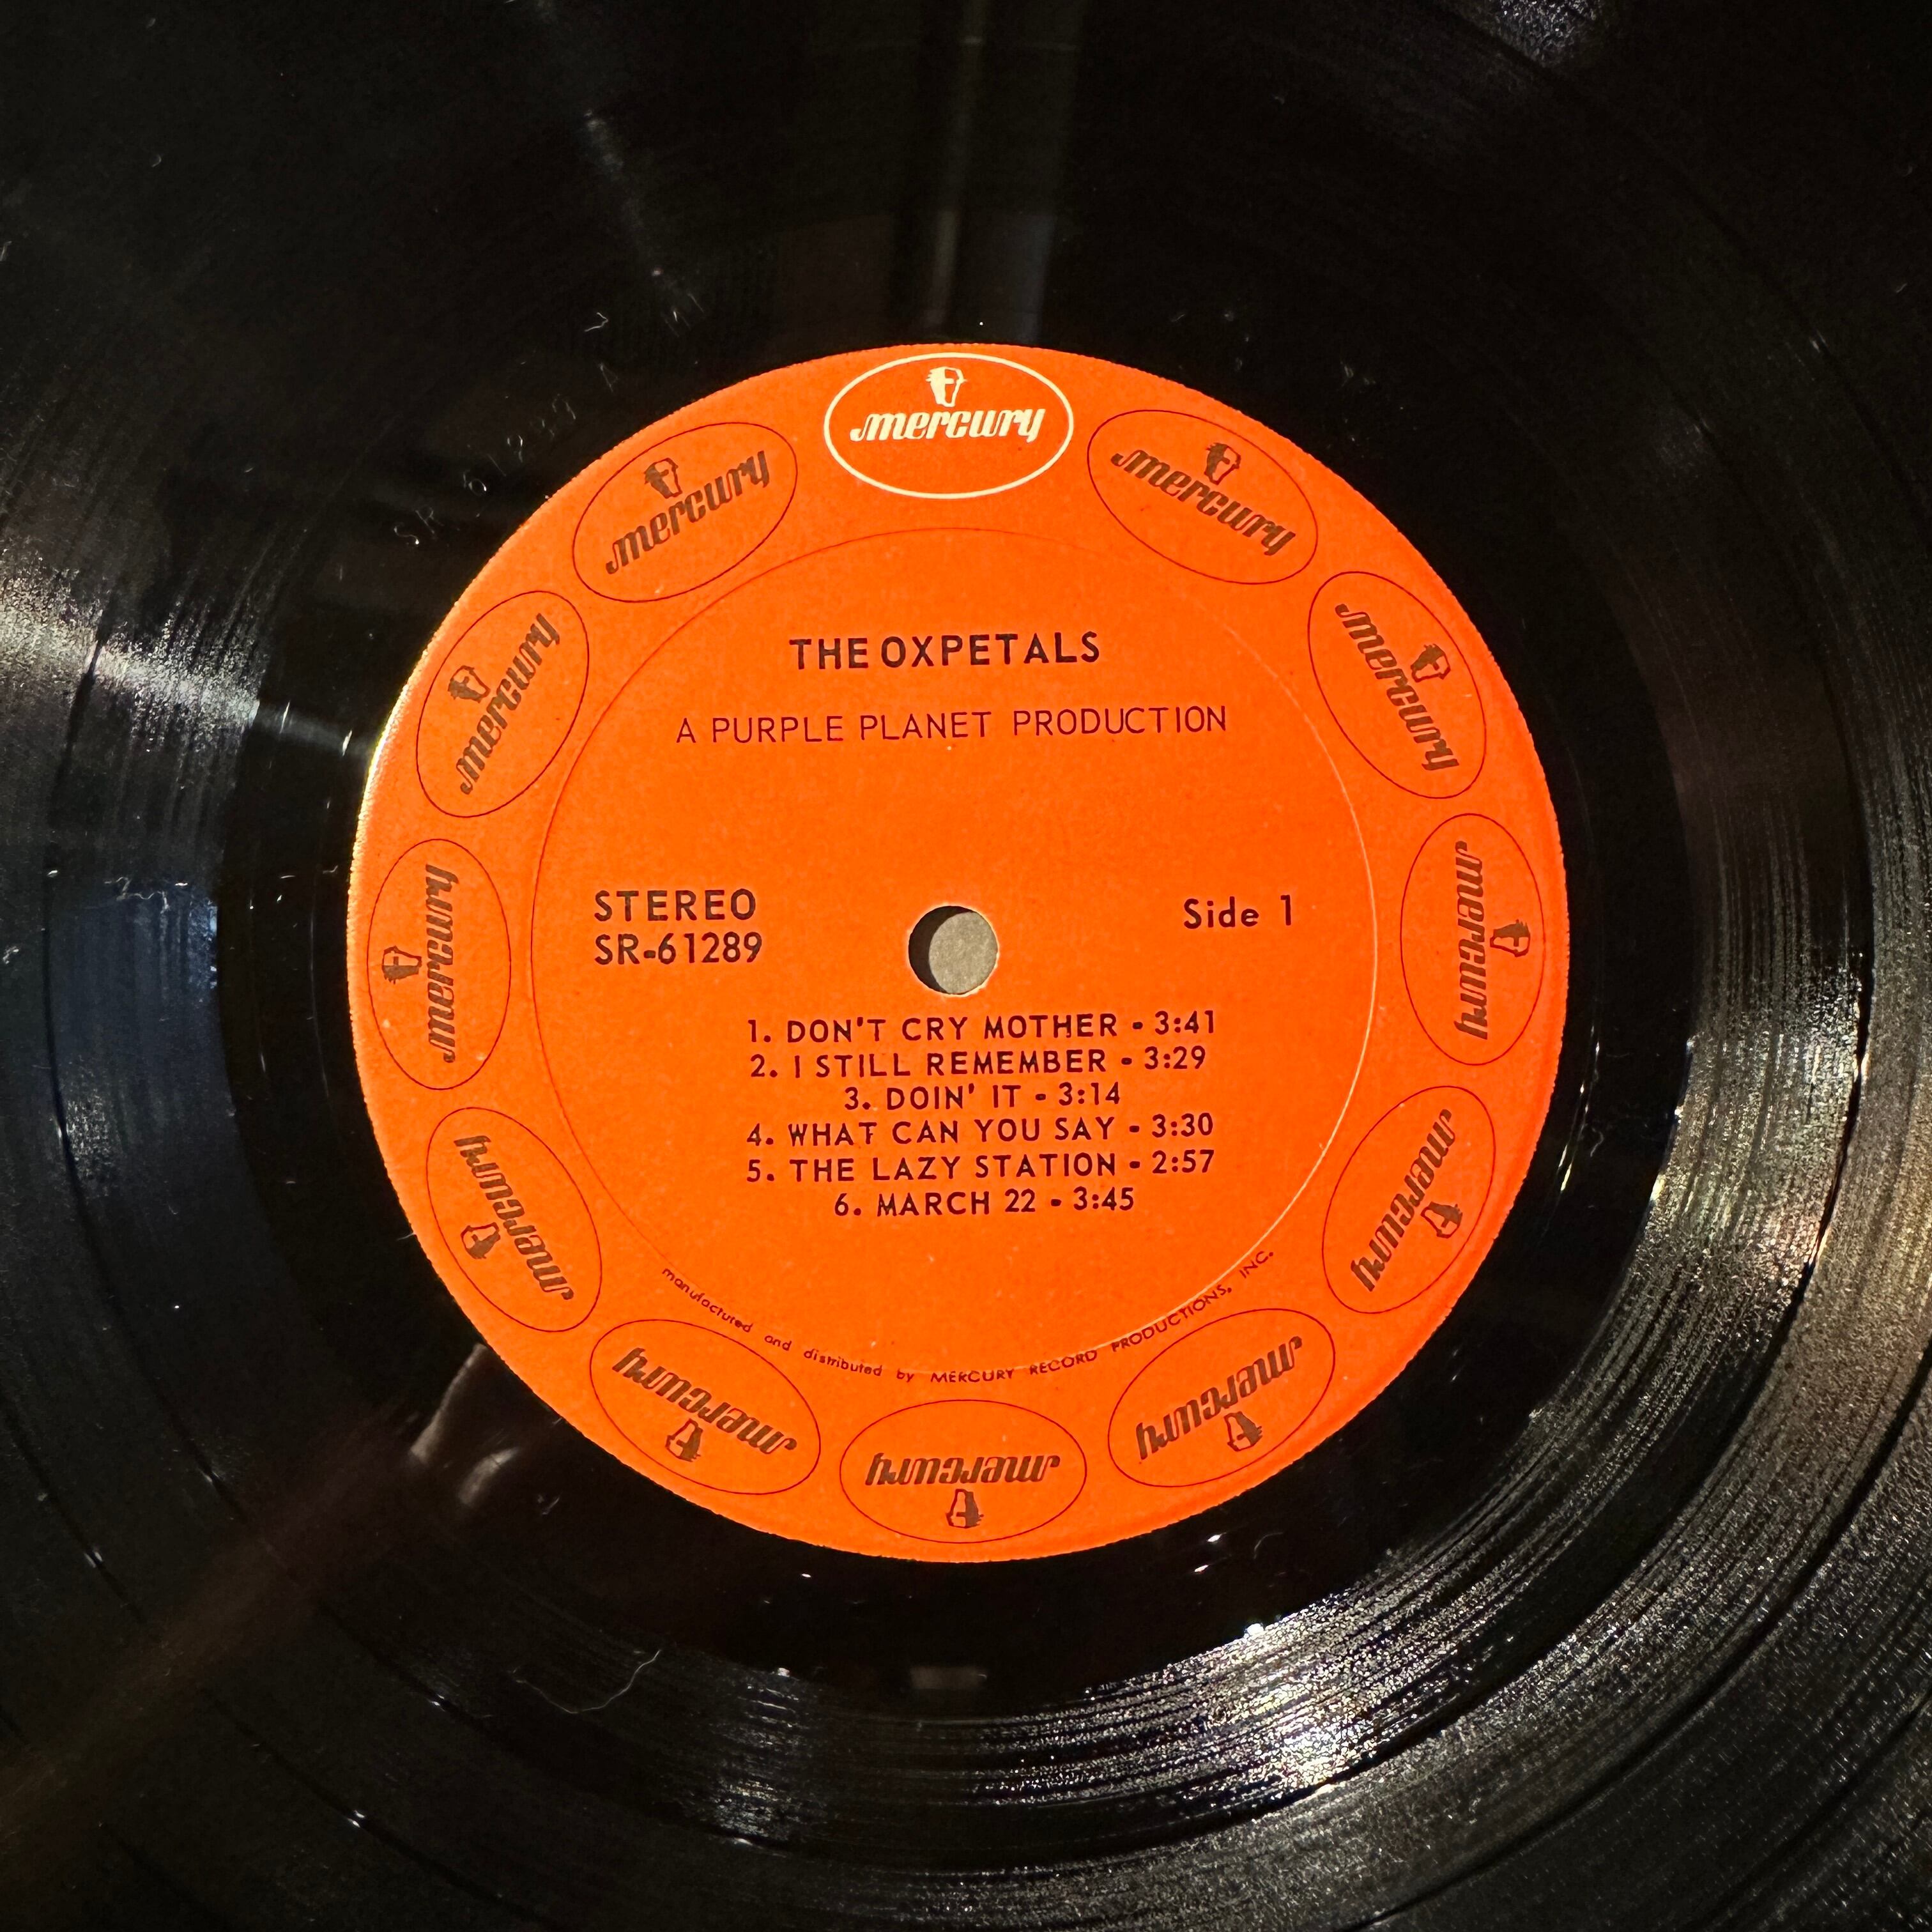 mercury
mercury
mercury
mercury
mercury
mercury
mercury
mercury
mercury
mercury
mercury
mercury
THE OXPETALS
A PURPLE PLANET PRODUCTION
STEREO
SR-61289
Side 1
1. DON'T CRY MOTHER - 3:41
2. I STILL REMEMBER - 3:29
3. DOIN' IT - 3:14
4. WHAT CAN YOU SAY - 3:30
5. THE LAZY STATION - 2:57
6. MARCH 22 - 3:45
manufactured and distributed by MERCURY RECORD PRODUCTIONS, INC.